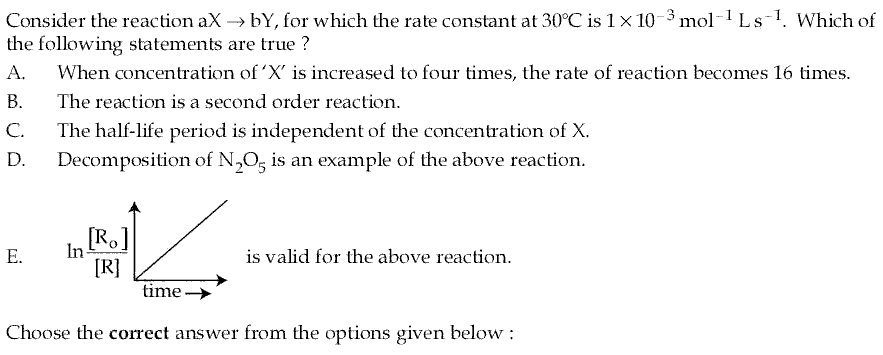 Consider the reaction aX → bY, for which the rate constant at 30°C is 1 × 10⁻³ mol⁻¹ L s⁻¹. Which of
the following statements are true ?
A. When concentration of ‘X’ is increased to four times, the rate of reaction becomes 16 times.
B. The reaction is a second order reaction.
C. The half-life period is independent of the concentration of X.
D. Decomposition of N₂O₅ is an example of the above reaction.
E. ln [R₀]/[R] time → is valid for the above reaction.
Choose the correct answer from the options given below :